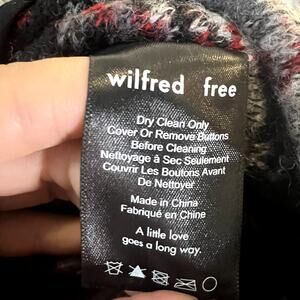 wilfred free
Dry Clean Only
Cover Or Remove Buttons
Before Cleaning
Nettoyage à Sec Seulement
Couvrir Les Boutons Avant
De Nettoyer
Made in China
Fabriqué en Chine
A little love
goes a long way.